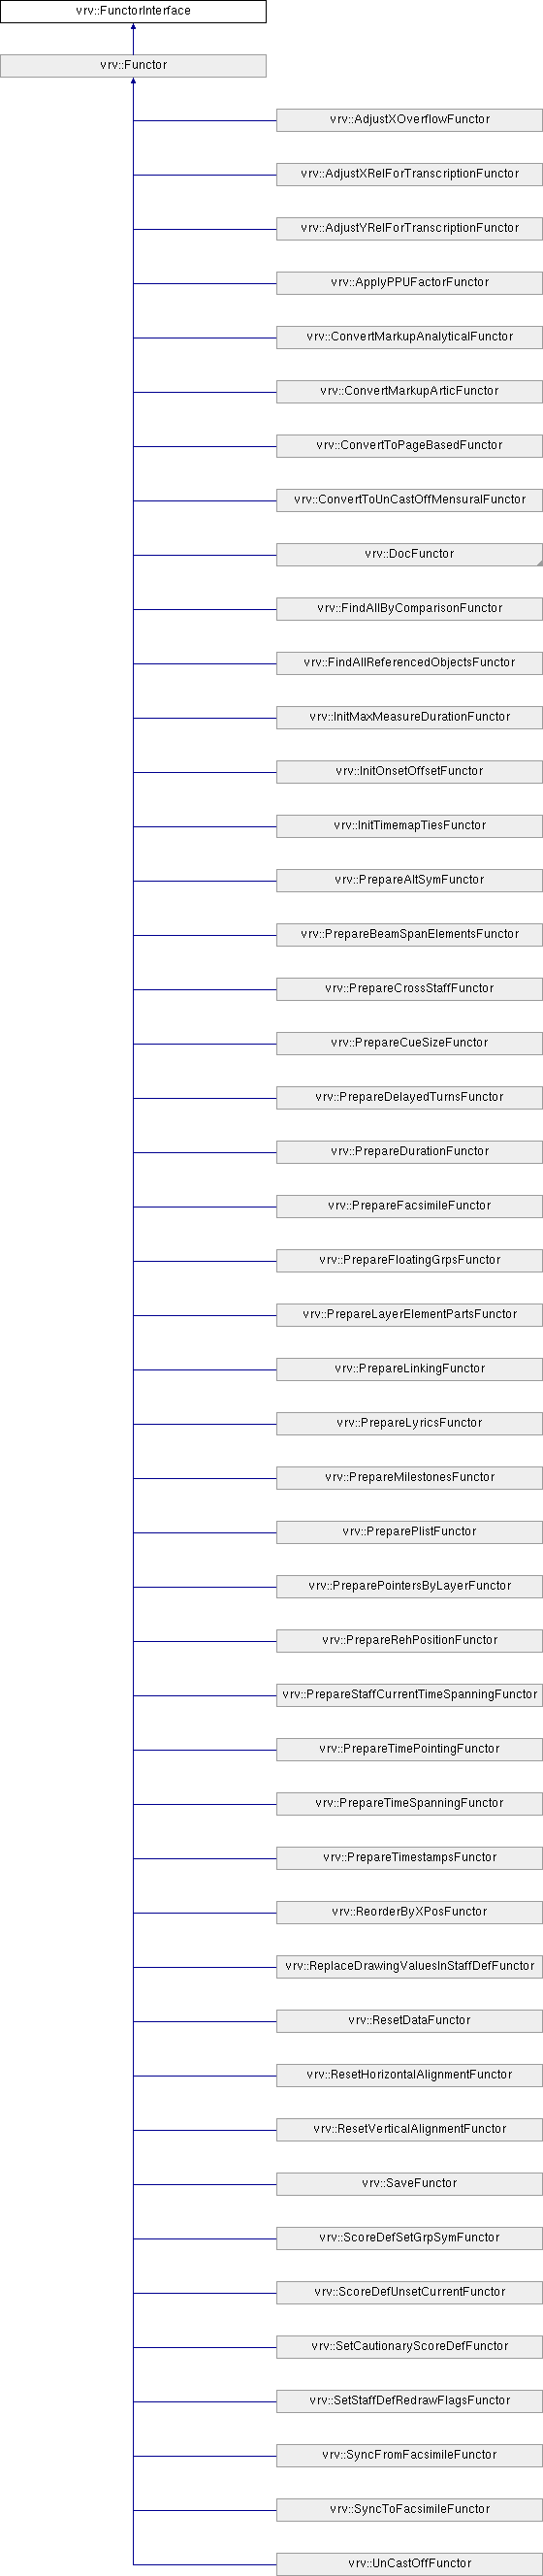 vrv::FunctorInterface
vrv::Functor
vrv::AdjustXOverflowFunctor
vrv::AdjustXRelForTranscriptionFunctor
vrv::AdjustYRelForTranscriptionFunctor
vrv::ApplyPPUFactorFunctor
vrv::ConvertMarkupAnalyticalFunctor
vrv::ConvertMarkupArticFunctor
vrv::ConvertToPageBasedFunctor
vrv::ConvertToUnCastOffMensuralFunctor
vrv::DocFunctor
vrv::FindAllByComparisonFunctor
vrv::FindAllReferencedObjectsFunctor
vrv::InitMaxMeasureDurationFunctor
vrv::InitOnsetOffsetFunctor
vrv::InitTimemapTiesFunctor
vrv::PrepareAltSymFunctor
vrv::PrepareBeamSpanElementsFunctor
vrv::PrepareCrossStaffFunctor
vrv::PrepareCueSizeFunctor
vrv::PrepareDelayedTurnsFunctor
vrv::PrepareDurationFunctor
vrv::PrepareFacsimileFunctor
vrv::PrepareFloatingGrpsFunctor
vrv::PrepareLayerElementPartsFunctor
vrv::PrepareLinkingFunctor
vrv::PrepareLyricsFunctor
vrv::PrepareMilestonesFunctor
vrv::PreparePlistFunctor
vrv::PreparePointersByLayerFunctor
vrv::PrepareRehPositionFunctor
vrv::PrepareStaffCurrentTimeSpanningFunctor
vrv::PrepareTimePointingFunctor
vrv::PrepareTimeSpanningFunctor
vrv::PrepareTimestampsFunctor
vrv::ReorderByXPosFunctor
vrv::ReplaceDrawingValuesInStaffDefFunctor
vrv::ResetDataFunctor
vrv::ResetHorizontalAlignmentFunctor
vrv::ResetVerticalAlignmentFunctor
vrv::SaveFunctor
vrv::ScoreDefSetGrpSymFunctor
vrv::ScoreDefUnsetCurrentFunctor
vrv::SetCautionaryScoreDefFunctor
vrv::SetStaffDefRedrawFlagsFunctor
vrv::SyncFromFacsimileFunctor
vrv::SyncToFacsimileFunctor
vrv::UnCastOffFunctor